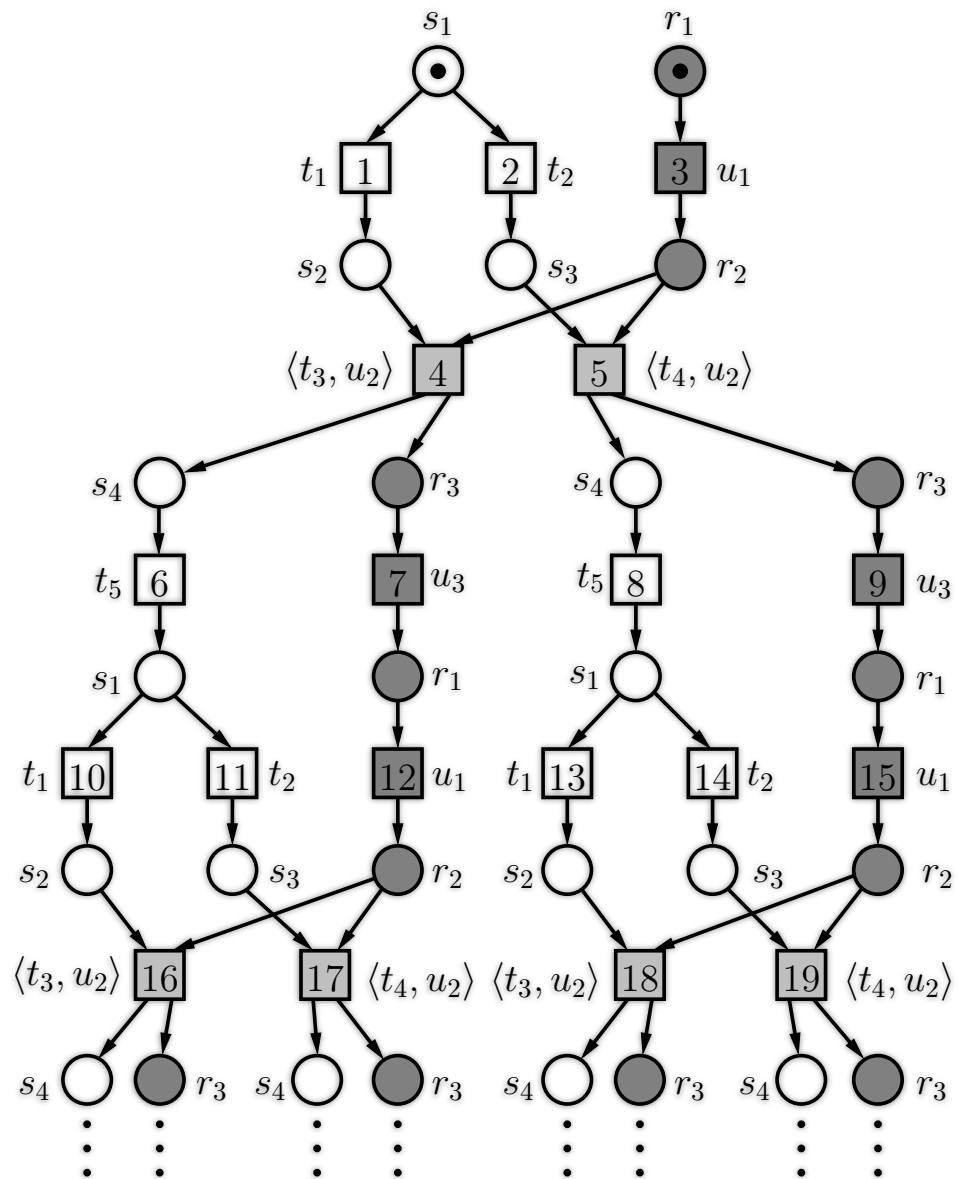 s₁ r₁
t₁ 1 2 t₂ 3 u₁
s₂ s₃ r₂
⟨t₃, u₂⟩ 4 5 ⟨t₄, u₂⟩
s₄ r₃ s₄ r₃
t₅ 6 7 u₃ t₅ 8 9 u₃
s₁ r₁ s₁ r₁
t₁ 10 11 t₂ 12 u₁ t₁ 13 14 t₂ 15 u₁
s₂ s₃ r₂ s₂ s₃ r₂
⟨t₃, u₂⟩ 16 17 ⟨t₄, u₂⟩ ⟨t₃, u₂⟩ 18 19 ⟨t₄, u₂⟩
s₄ r₃ s₄ r₃ s₄ r₃ s₄ r₃